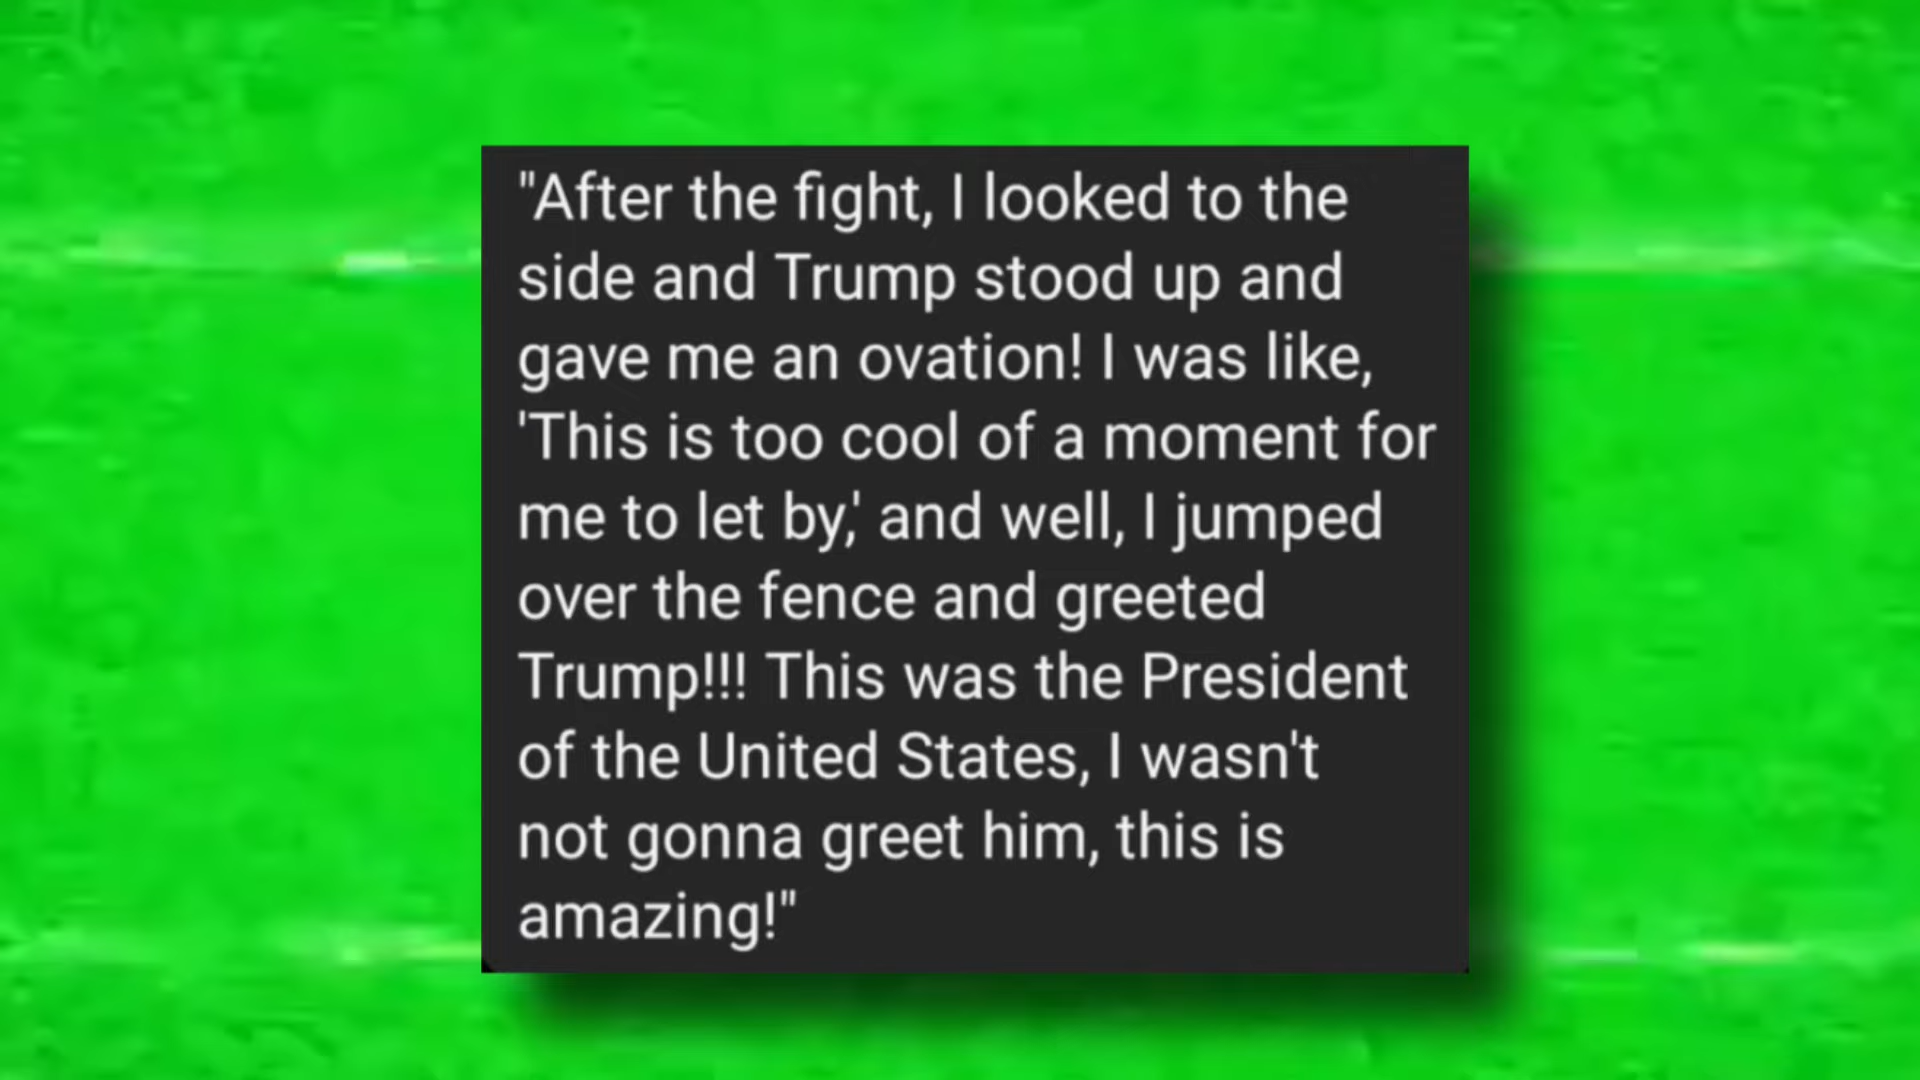 "After the fight, I looked to the
side and Trump stood up and
gave me an ovation! I was like,
'This is too cool of a moment for
me to let by,' and well, I jumped
over the fence and greeted
Trump!!! This was the President
of the United States, I wasn't
not gonna greet him, this is
amazing!"